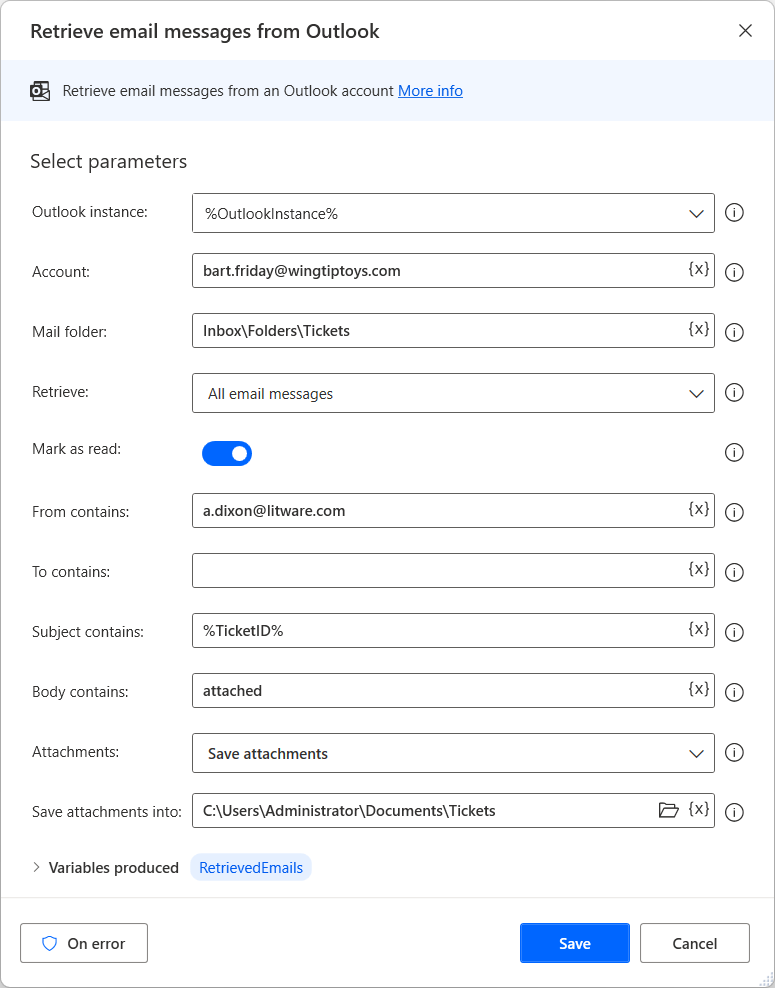 Retrieve email messages from Outlook
Retrieve email messages from an Outlook account More info
Select parameters
Outlook instance: %OutlookInstance%
Account: bart.friday@wingtiptoys.com {x}
Mail folder: Inbox\Folders\Tickets {x}
Retrieve: All email messages
Mark as read:
From contains: a.dixon@litware.com {x}
To contains: {x}
Subject contains: %TicketID% {x}
Body contains: attached {x}
Attachments: Save attachments
Save attachments into: C:\Users\Administrator\Documents\Tickets {x}
Variables produced RetrievedEmails
On error Save Cancel